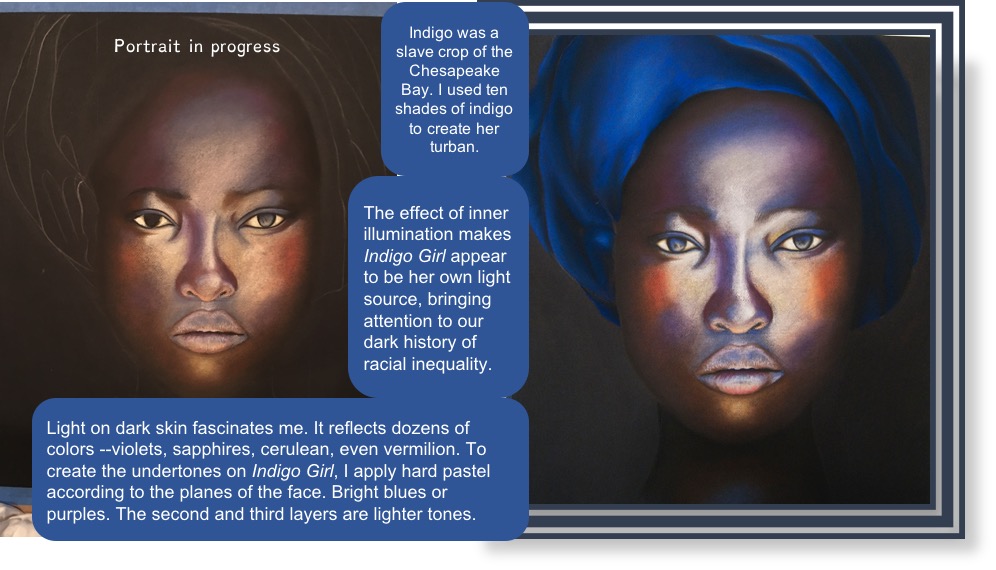 Portrait in progress
Indigo was a
slave crop of the
Chesapeake
Bay. I used ten
shades of indigo
to create her
turban.
The effect of inner
illumination makes
Indigo Girl appear
to be her own light
source, bringing
attention to our
dark history of
racial inequality.
Light on dark skin fascinates me. It reflects dozens of
colors --violets, sapphires, cerulean, even vermilion. To
create the undertones on Indigo Girl, I apply hard pastel
according to the planes of the face. Bright blues or
purples. The second and third layers are lighter tones.